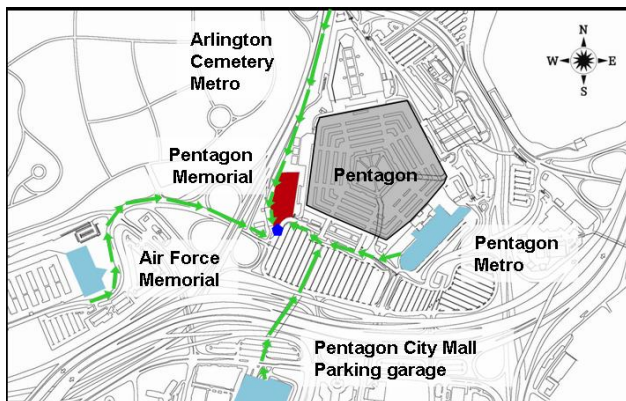 Arlington
Cemetery
Metro
N
W
E
S
Pentagon
Memorial
Pentagon
Air Force
Memorial
Pentagon
Metro
Pentagon City Mall
Parking garage